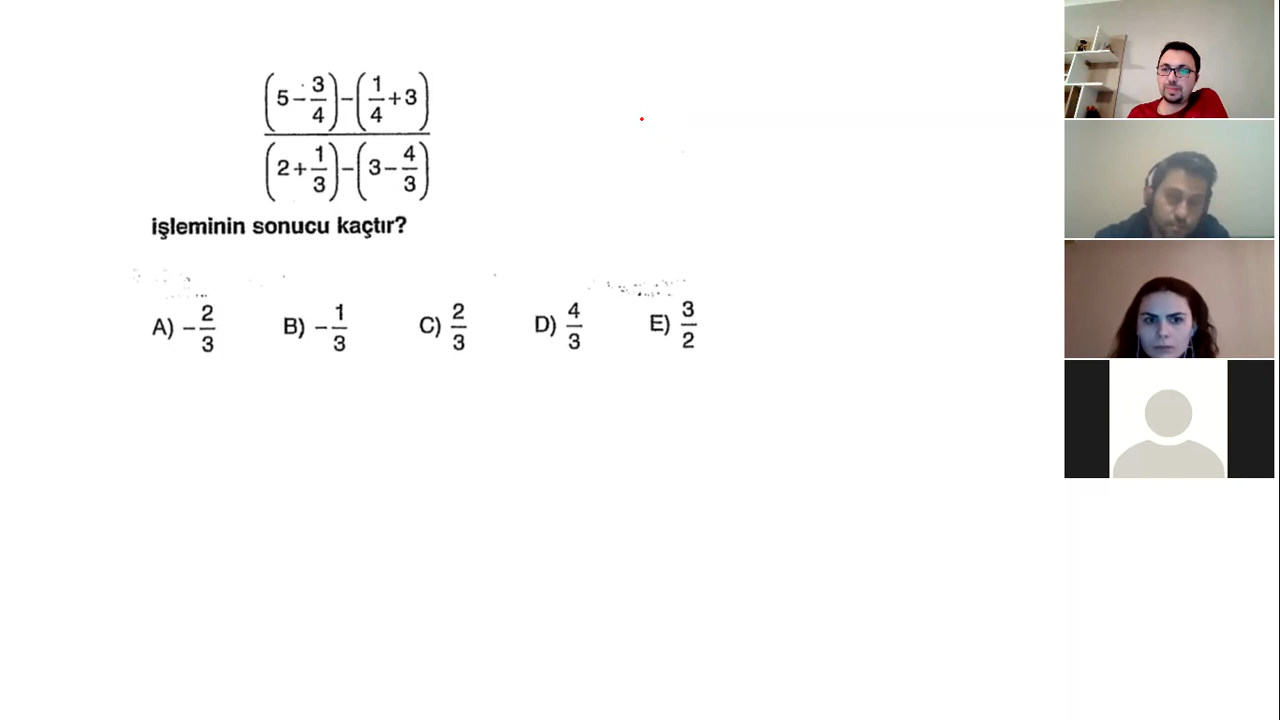 (5 − 3/4) − (1/4 + 3)
(2 + 1/3) − (3 − 4/3)
işleminin sonucu kaçtır?
A) −2/3 B) −1/3 C) 2/3 D) 4/3 E) 3/2